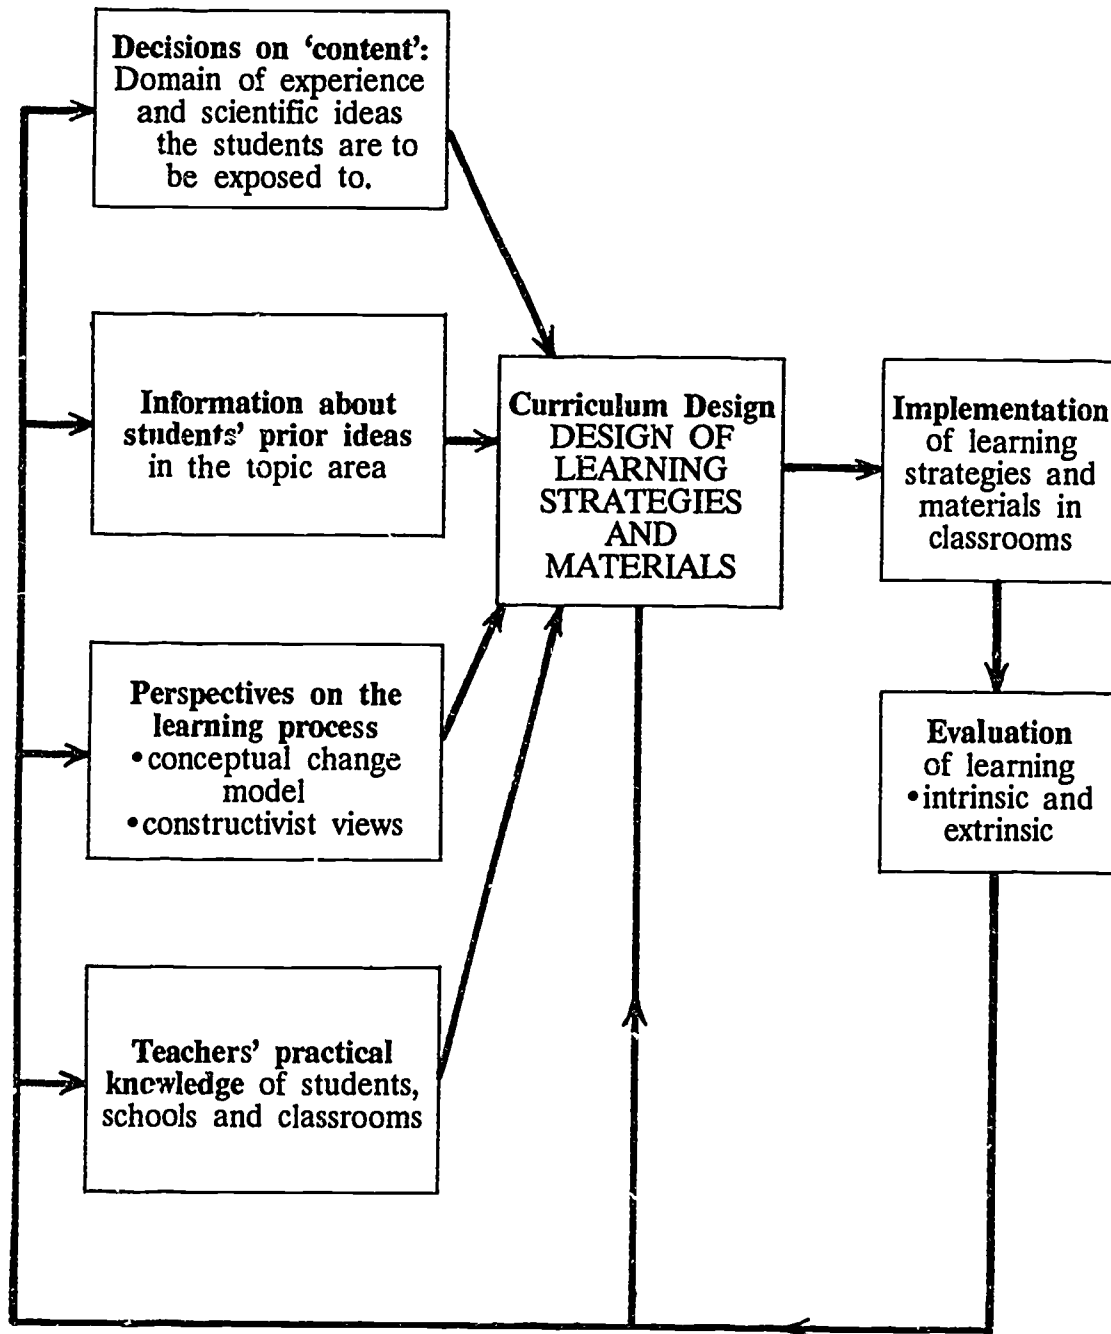 Decisions on ‘content’:
Domain of experience
and scientific ideas
the students are to
be exposed to.
Information about
students’ prior ideas
in the topic area
Perspectives on the
learning process
•conceptual change
model
•constructivist views
Teachers’ practical
knowledge of students,
schools and classrooms
Curriculum Design
DESIGN OF
LEARNING
STRATEGIES
AND
MATERIALS
Implementation
of learning
strategies and
materials in
classrooms
Evaluation
of learning
•intrinsic and
extrinsic